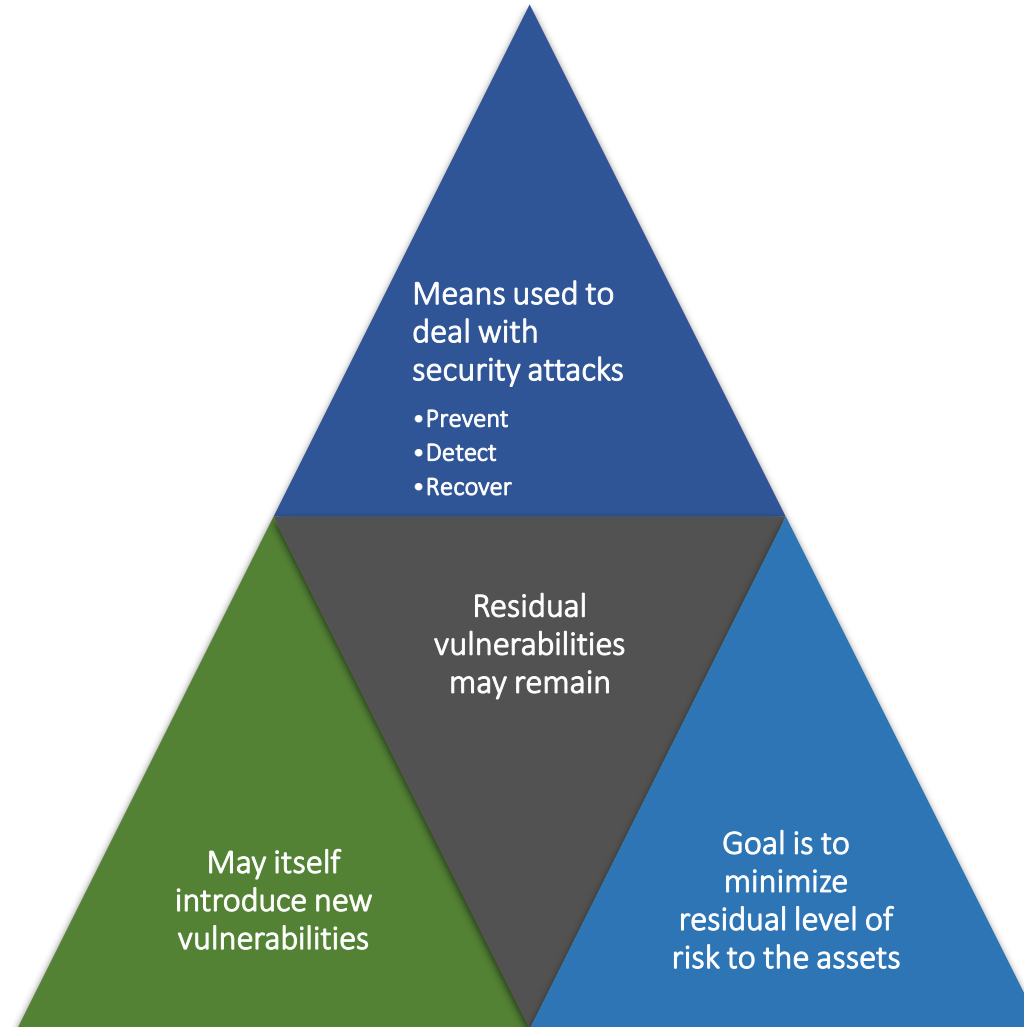 Means used to
deal with
security attacks
•Prevent
•Detect
•Recover
Residual
vulnerabilities
may remain
May itself
introduce new
vulnerabilities
Goal is to
minimize
residual level of
risk to the assets